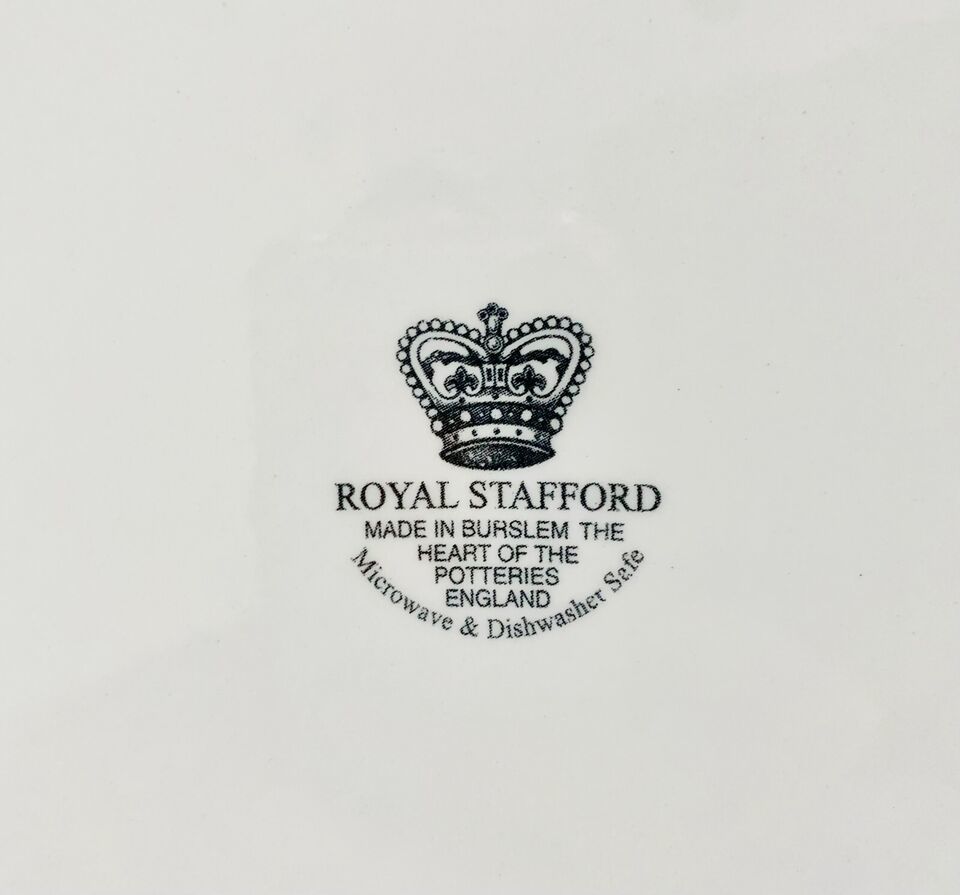 ROYAL STAFFORD
MADE IN BURSLEM THE
HEART OF THE
POTTERIES
ENGLAND
Microwave & Dishwasher Safe